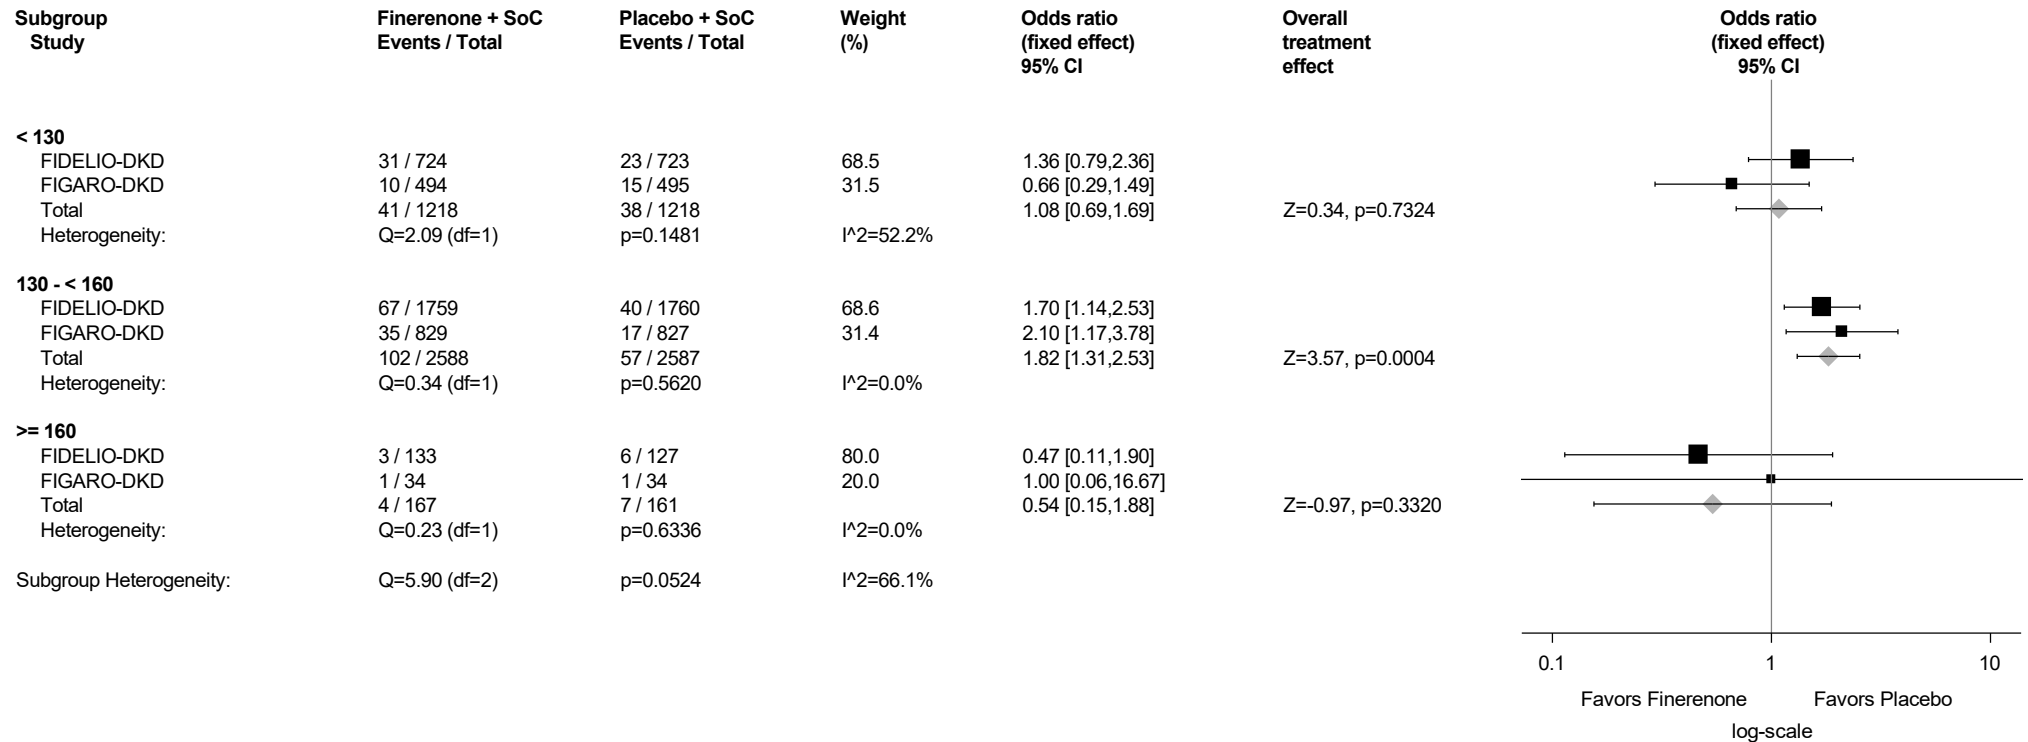 Subgroup Finerenone + SoC Placebo + SoC Weight Odds ratio Overall Odds ratio
Study Events / Total Events / Total (%) (fixed effect) treatment (fixed effect)
95% CI effect 95% CI
< 130
FIDELIO-DKD 31 / 724 23 / 723 68.5 1.36 [0.79,2.36]
FIGARO-DKD 10 / 494 15 / 495 31.5 0.66 [0.29,1.49]
Total 41 / 1218 38 / 1218 1.08 [0.69,1.69] Z=0.34, p=0.7324
Heterogeneity: Q=2.09 (df=1) p=0.1481 I^2=52.2%
130 - < 160
FIDELIO-DKD 67 / 1759 40 / 1760 68.6 1.70 [1.14,2.53]
FIGARO-DKD 35 / 829 17 / 827 31.4 2.10 [1.17,3.78]
Total 102 / 2588 57 / 2587 1.82 [1.31,2.53] Z=3.57, p=0.0004
Heterogeneity: Q=0.34 (df=1) p=0.5620 I^2=0.0%
>= 160
FIDELIO-DKD 3 / 133 6 / 127 80.0 0.47 [0.11,1.90]
FIGARO-DKD 1 / 34 1 / 34 20.0 1.00 [0.06,16.67]
Total 4 / 167 7 / 161 0.54 [0.15,1.88] Z=-0.97, p=0.3320
Heterogeneity: Q=0.23 (df=1) p=0.6336 I^2=0.0%
Subgroup Heterogeneity: Q=5.90 (df=2) p=0.0524 I^2=66.1%
0.1 1 10
Favors Finerenone Favors Placebo
log-scale